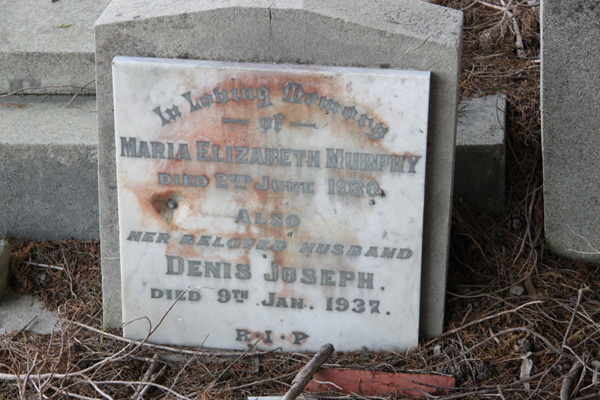 In Loving Memory
of
MARIA ELIZABETH MURPHY
DIED 2ND JUNE 1930.
ALSO
HER BELOVED HUSBAND
DENIS JOSEPH.
DIED 9TH JAN. 1937.
R.I.P